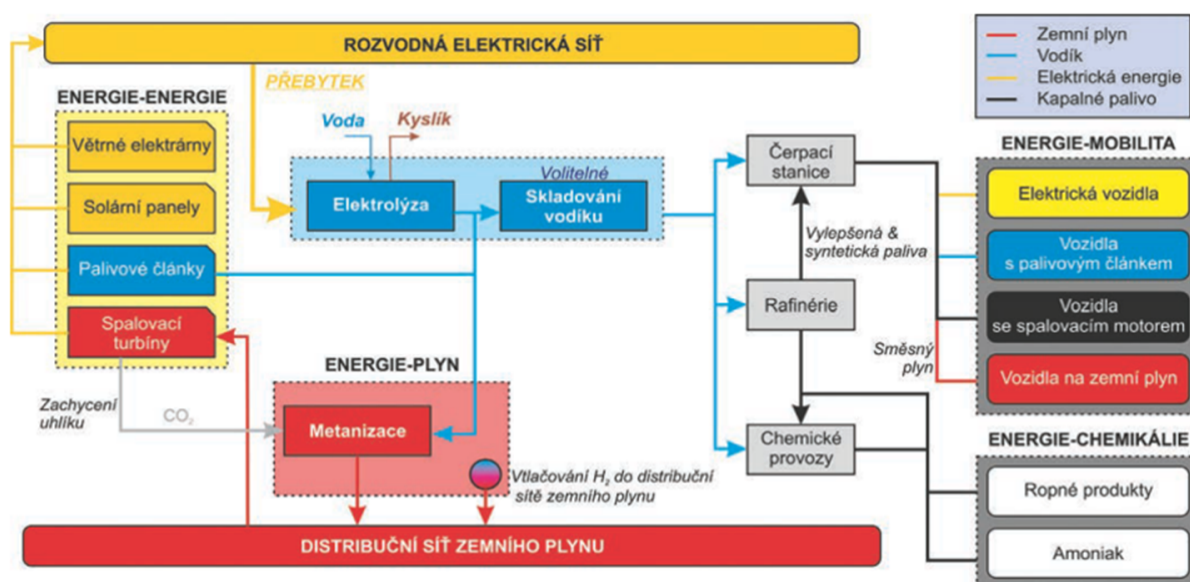 ROZVODNÁ ELEKTRICKÁ SÍŤ
Zemní plyn
Vodík
Elektrická energie
Kapalné palivo
PŘEBYTEK
ENERGIE-ENERGIE
Větrné elektrárny
Solární panely
Palivové články
Spalovací
turbíny
Voda
Kyslík
Volitelné
Elektrolýza
Skladování
vodíku
Čerpací
stanice
Vylepšená &
syntetická paliva
Rafinérie
Chemické
provozy
ENERGIE-MOBILITA
Elektrická vozidla
Vozidla
s palivovým článkem
Vozidla
se spalovacím motorem
Vozidla na zemní plyn
Směsný
plyn
ENERGIE-PLYN
Zachycení
uhlíku
CO₂
Metanizace
Vtlačování H₂ do distribuční
sítě zemního plynu
ENERGIE-CHEMIKÁLIE
Ropné produkty
Amoniak
DISTRIBUČNÍ SÍŤ ZEMNÍHO PLYNU